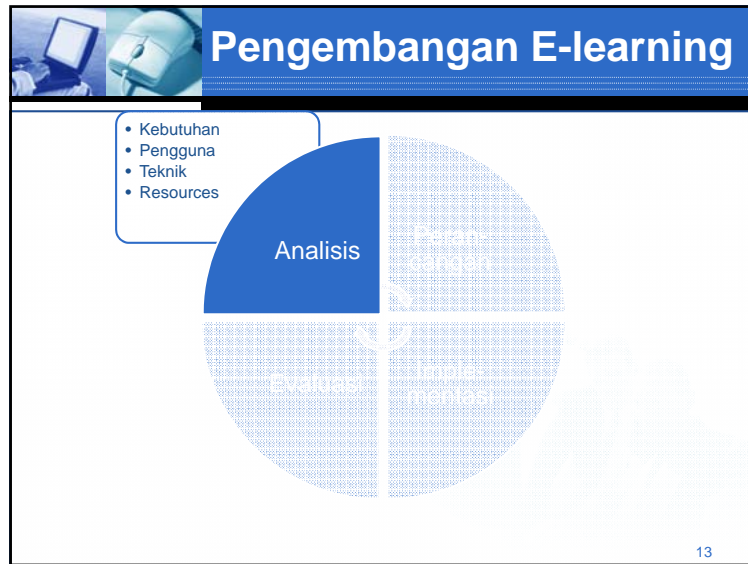 Pengembangan E-learning
• Kebutuhan
• Pengguna
• Teknik
• Resources
Analisis
Peran-
cangan
Evaluasi
Imple-
mentasi
13